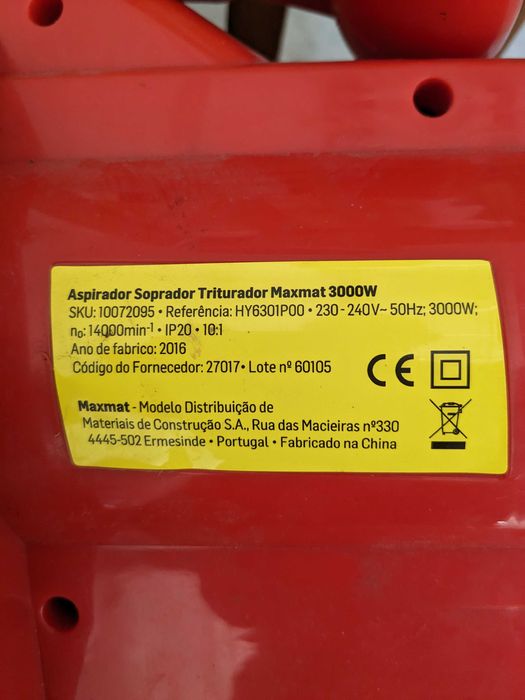 Aspirador Soprador Triturador Maxmat 3000W
SKU: 10072095 • Referência: HY6301P00 • 230-240V~ 50Hz; 3000W;
n₀: 14000min⁻¹ • IP20 • 10:1
Ano de fabrico: 2016
Código do Fornecedor: 27017• Lote nº 60105
CE
Maxmat - Modelo Distribuição de
Materiais de Construção S.A., Rua das Macieiras nº330
4445-502 Ermesinde • Portugal • Fabricado na China